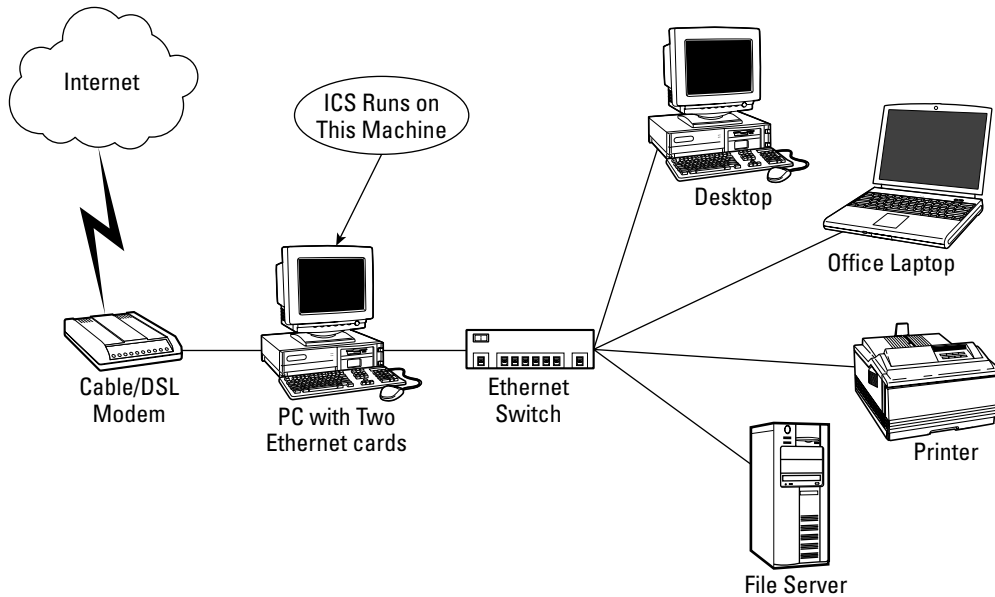 Internet
ICS Runs on
This Machine
Desktop
Office Laptop
Cable/DSL
Modem
PC with Two
Ethernet cards
Ethernet
Switch
Printer
File Server